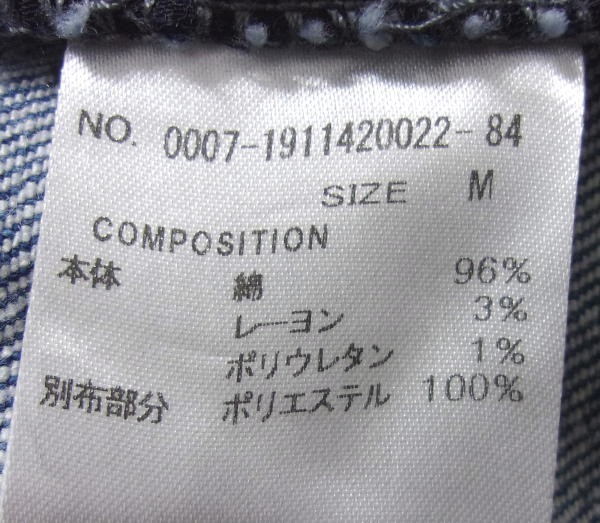 NO. 0007-1911420022-84
SIZE M
COMPOSITION
本体 綿 96%
レーヨン 3%
ポリウレタン 1%
別布部分 ポリエステル 100%